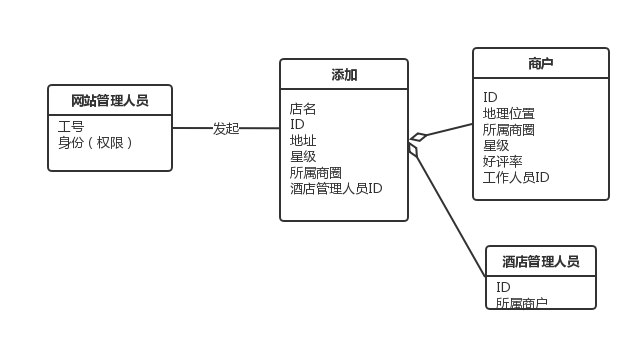 网站管理人员
工号
身份（权限）
发起
添加
店名
ID
地址
星级
所属商圈
酒店管理人员ID
商户
ID
地理位置
所属商圈
星级
好评率
工作人员ID
酒店管理人员
ID
所属商户